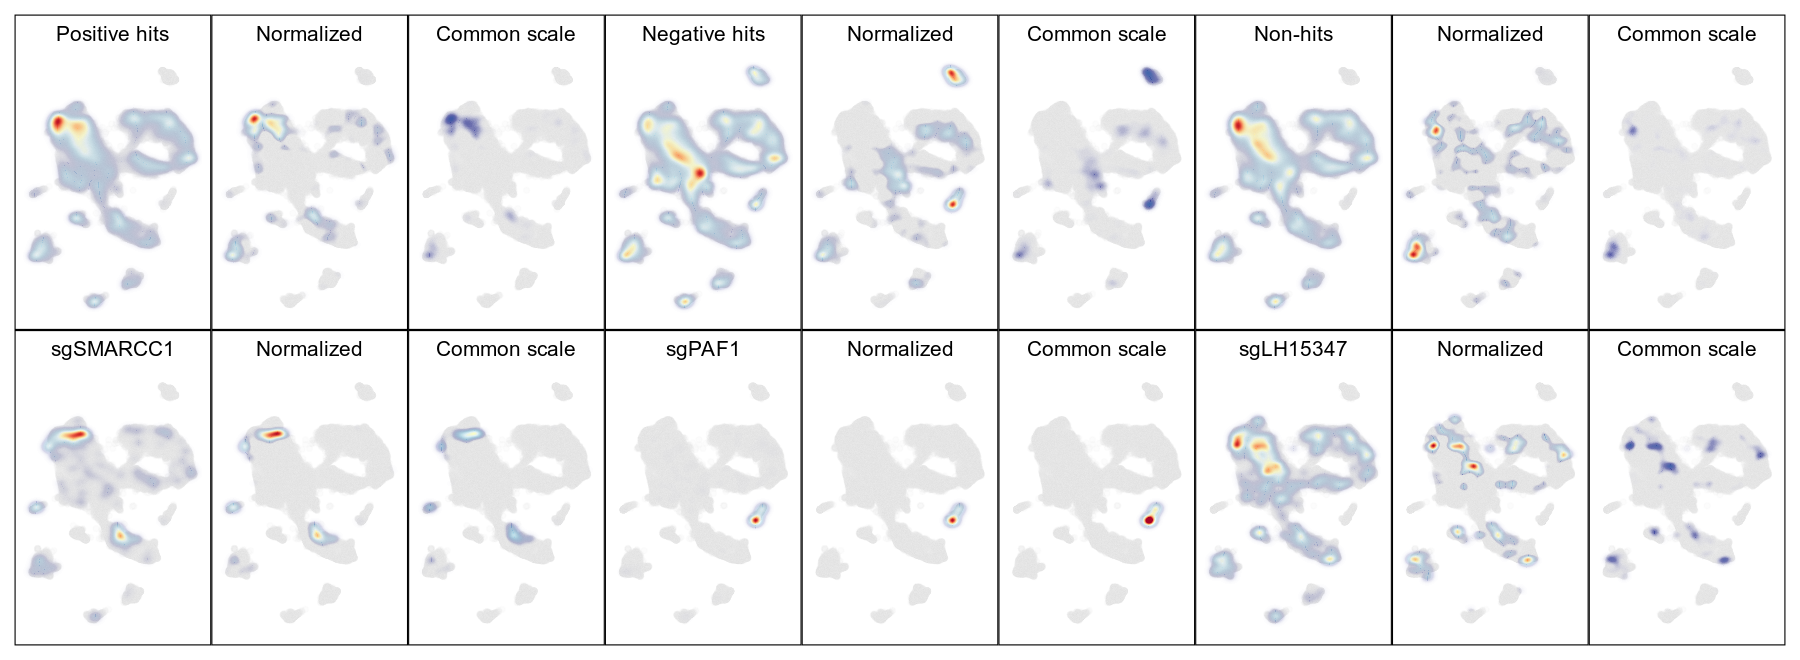 Positive hits Normalized Common scale Negative hits Normalized Common scale Non-hits Normalized Common scale
sgSMARCC1 Normalized Common scale sgPAF1 Normalized Common scale sgLH15347 Normalized Common scale